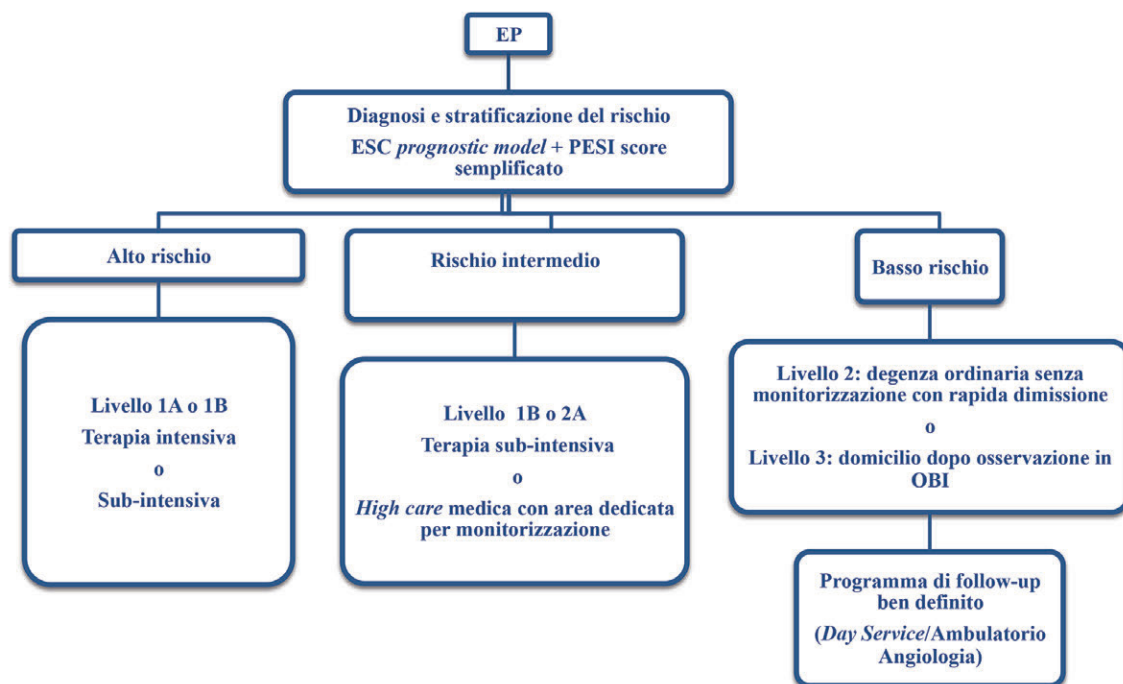 EP
Diagnosi e stratificazione del rischio
ESC prognostic model + PESI score
semplificato
Alto rischio
Rischio intermedio
Basso rischio
Livello 1A o 1B
Terapia intensiva
o
Sub-intensiva
Livello 1B o 2A
Terapia sub-intensiva
o
High care medica con area dedicata
per monitorizzazione
Livello 2: degenza ordinaria senza
monitorizzazione con rapida dimissione
o
Livello 3: domicilio dopo osservazione in
OBI
Programma di follow-up
ben definito
(Day Service/Ambulatorio
Angiologia)